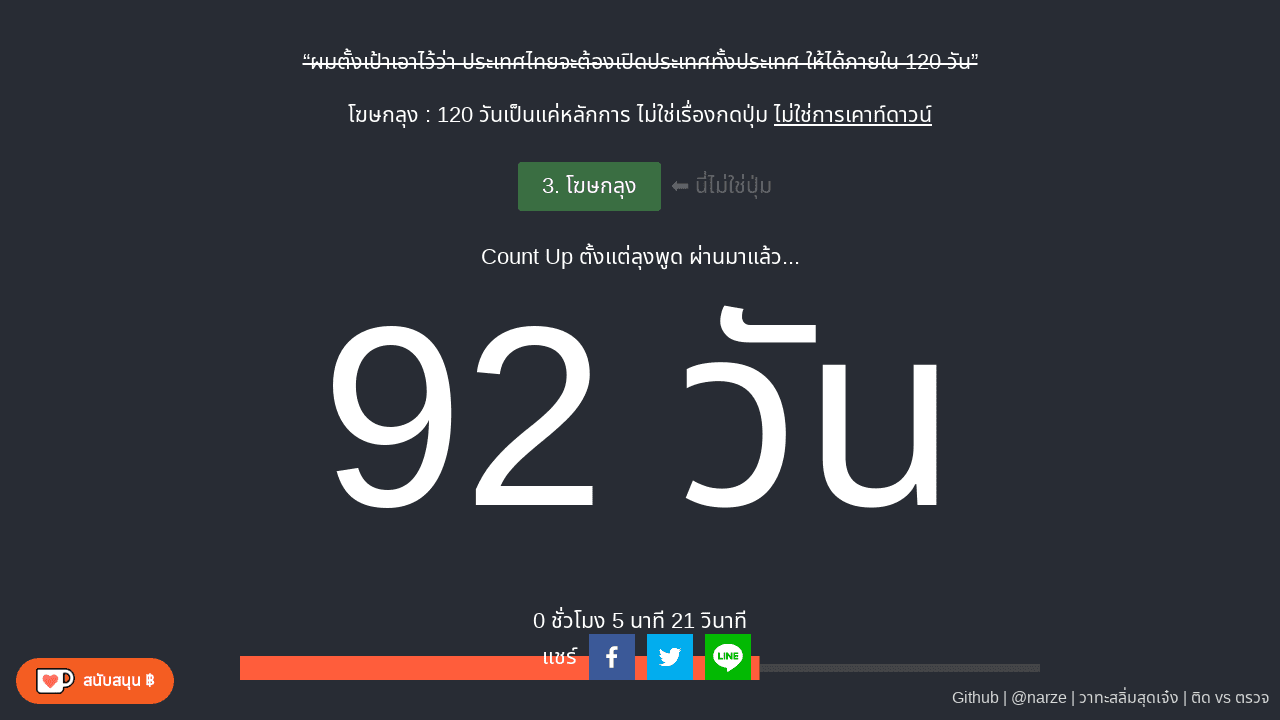 “ผมตั้งเป้าเอาไว้ว่า ประเทศไทยจะต้องเปิดประเทศทั้งประเทศ ให้ได้ภายใน 120 วัน”
โฆษกลุง : 120 วันเป็นแค่หลักการ ไม่ใช่เรื่องกดปุ่ม ไม่ใช่การเคาท์ดาวน์
3. โฆษกลุง ⬅ นี่ไม่ใช่ปุ่ม
Count Up ตั้งแต่ลุงพูด ผ่านมาแล้ว...
92 วัน
0 ชั่วโมง 5 นาที 21 วินาที
แชร์ LINE
สนับสนุน ฿
Github | @narze | วาทะสลิ่มสุดเจ๋ง | ติด vs ตรวจ